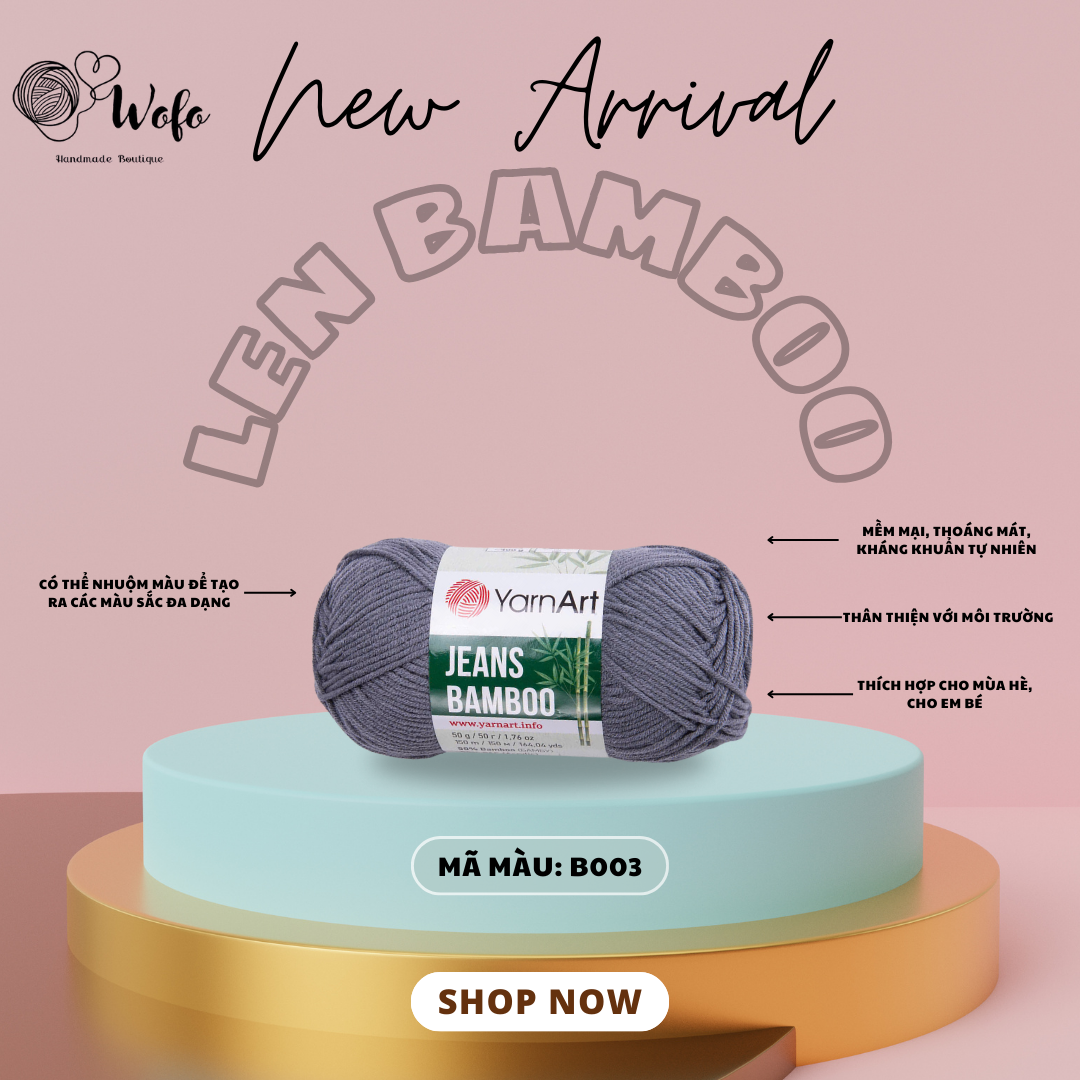 Wofo
Handmade Boutique
New Arrival
LEN BAMBOO
MỀM MẠI, THOÁNG MÁT,
KHÁNG KHUẨN TỰ NHIÊN
CÓ THỂ NHUỘM MÀU ĐỂ TẠO
RA CÁC MÀU SẮC ĐA DẠNG
THÂN THIỆN VỚI MÔI TRƯỜNG
THÍCH HỢP CHO MÙA HÈ,
CHO EM BÉ
YarnArt
JEANS
BAMBOO
www.yarnart.info
50 g / 50 r / 1,76 oz
150 m / 150 м / 164,04 yds
50% Bamboo
MÃ MÀU: B003
SHOP NOW